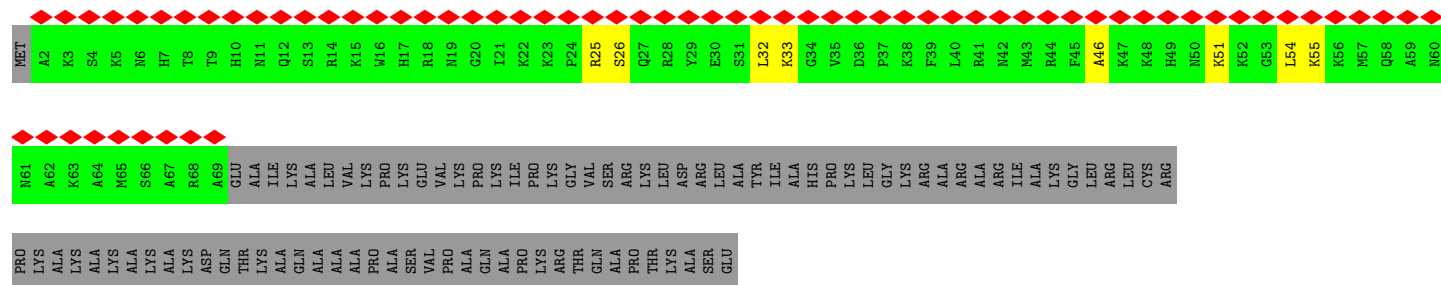 MET A2 K3 S4 K5 N6 H7 T8 T9 H10 N11 Q12 S13 R14 K15 W16 H17 R18 N19 G20 I21 K22 K23 P24 R25 S26 Q27 R28 Y29 E30 S31 L32 K33 G34 V35 D36 P37 K38 F39 L40 R41 N42 M43 R44 F45 A46 K47 K48 H49 N50 K51 K52 G53 L54 K55 K56 M57 Q58 A59 N60
N61 A62 K63 A64 M65 S66 A67 R68 A69 GLU ALA ILE LYS ALA LEU VAL LYS PRO LYS GLU VAL LYS PRO LYS ILE PRO LYS GLY VAL SER ARG LYS LEU ASP ARG LEU ALA TYR ILE ALA HIS PRO LYS LEU GLY LYS ARG ALA ARG ALA ARG ILE ALA LYS GLY LEU ARG LEU CYS ARG
PRO LYS ALA LYS ALA LYS ALA LYS ALA LYS ASP GLN THR LYS ALA GLN ALA ALA ALA PRO ALA SER VAL PRO ALA GLN ALA PRO LYS ARG THR GLN ALA PRO THR LYS ALA SER GLU